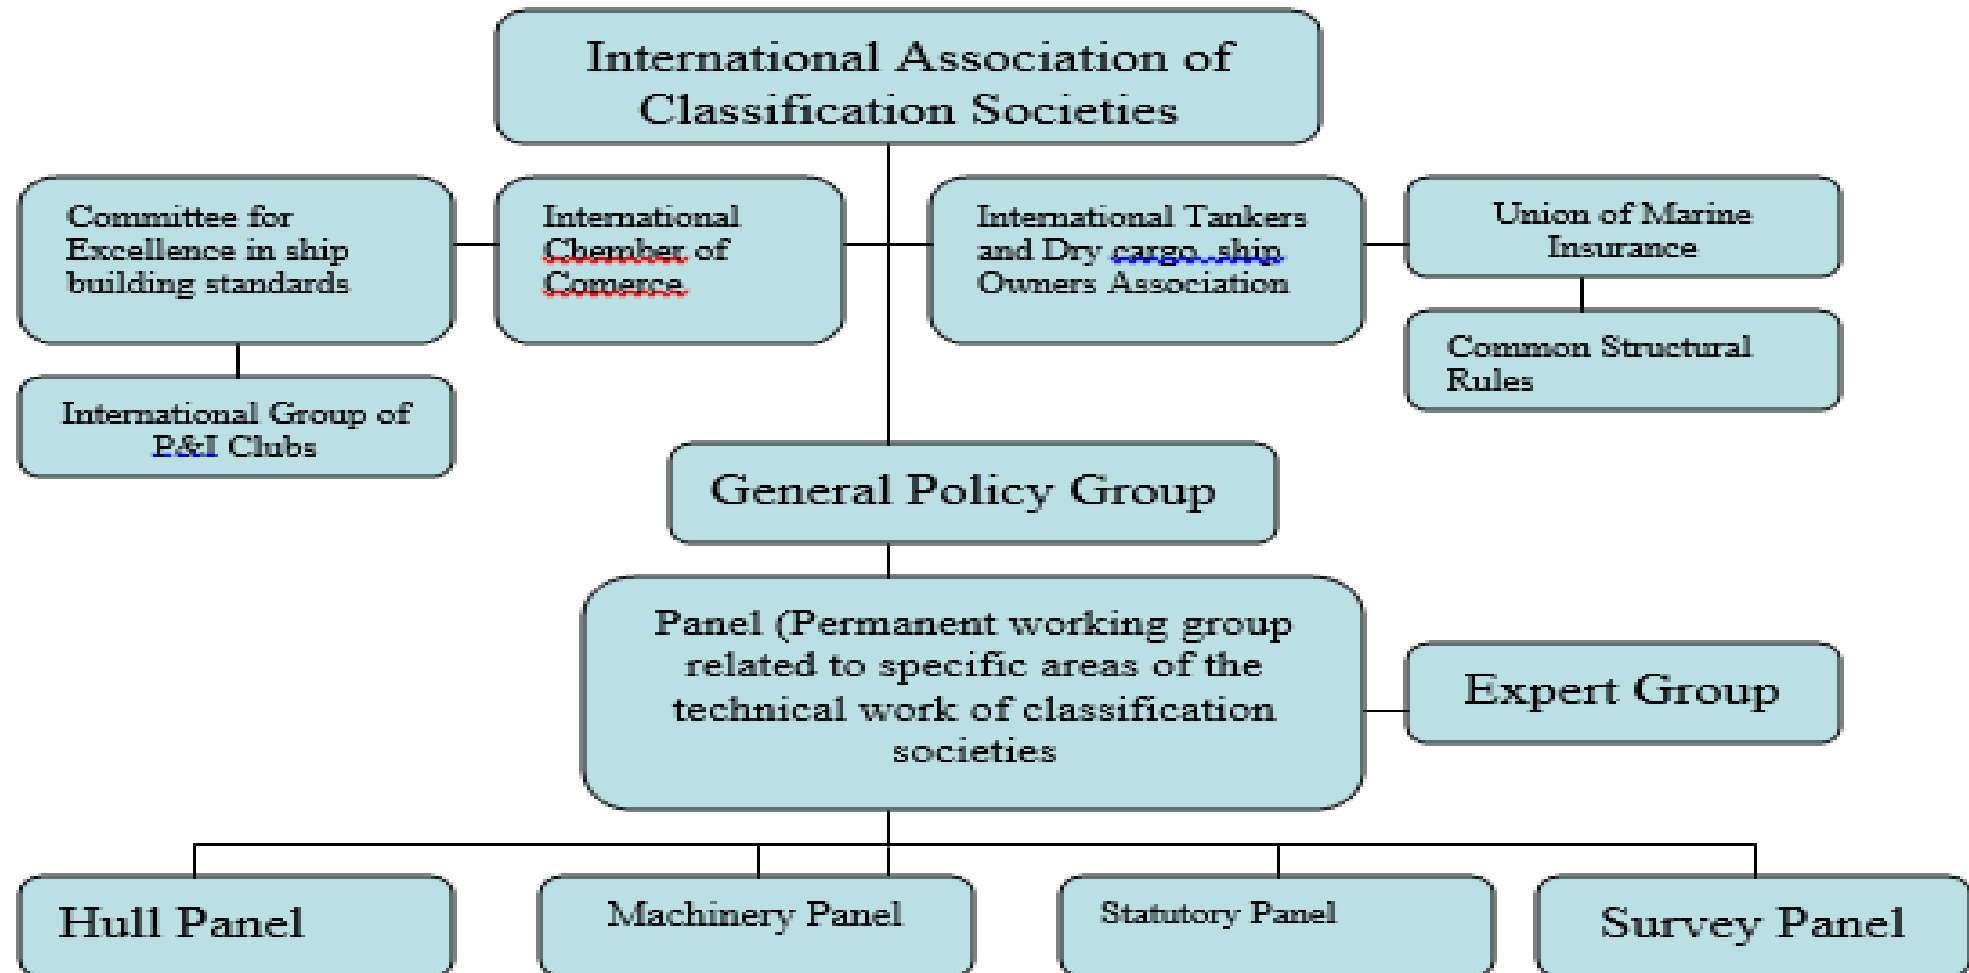 International Association of
Classification Societies
Committee for
Excellence in ship
building standards
International
Chember of
Comerce
International Tankers
and Dry cargo ship
Owners Association
Union of Marine
Insurance
Common Structural
Rules
International Group of
P&I Clubs
General Policy Group
Panel (Permanent working group
related to specific areas of the
technical work of classification
societies
Expert Group
Hull Panel
Machinery Panel
Statutory Panel
Survey Panel